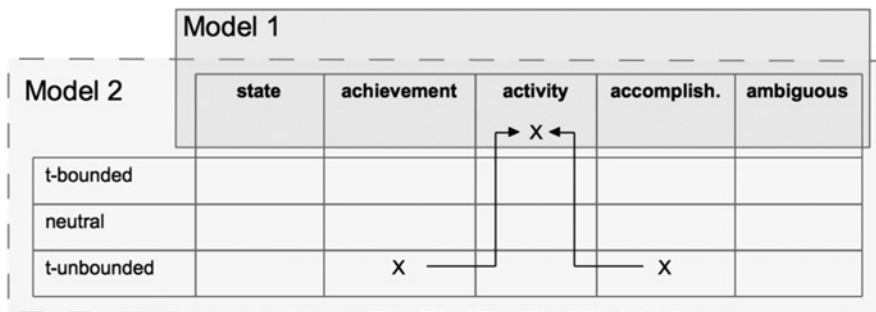 Model 1
Model 2 state achievement activity accomplish. ambiguous
X
t-bounded
neutral
t-unbounded X X